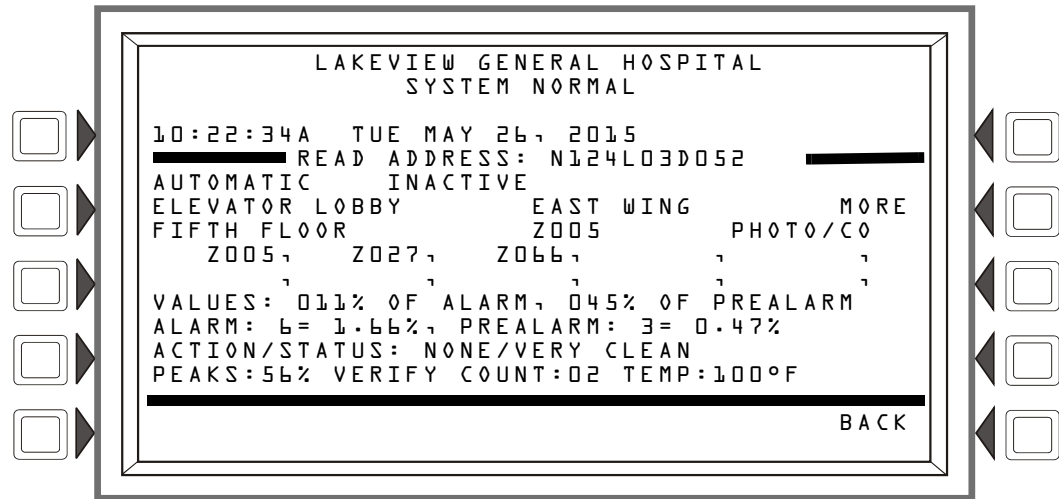 LAKEVIEW GENERAL HOSPITAL
SYSTEM NORMAL
10:22:34A TUE MAY 26, 2015
READ ADDRESS: N124L03D052
AUTOMATIC INACTIVE
ELEVATOR LOBBY EAST WING MORE
FIFTH FLOOR Z005 PHOTO/CO
Z005, Z027, Z066, , ,
, , , , ,
VALUES: 011% OF ALARM, 045% OF PREALARM
ALARM: 6= 1.66%, PREALARM: 3= 0.47%
ACTION/STATUS: NONE/VERY CLEAN
PEAKS:56% VERIFY COUNT:02 TEMP:100°F
BACK